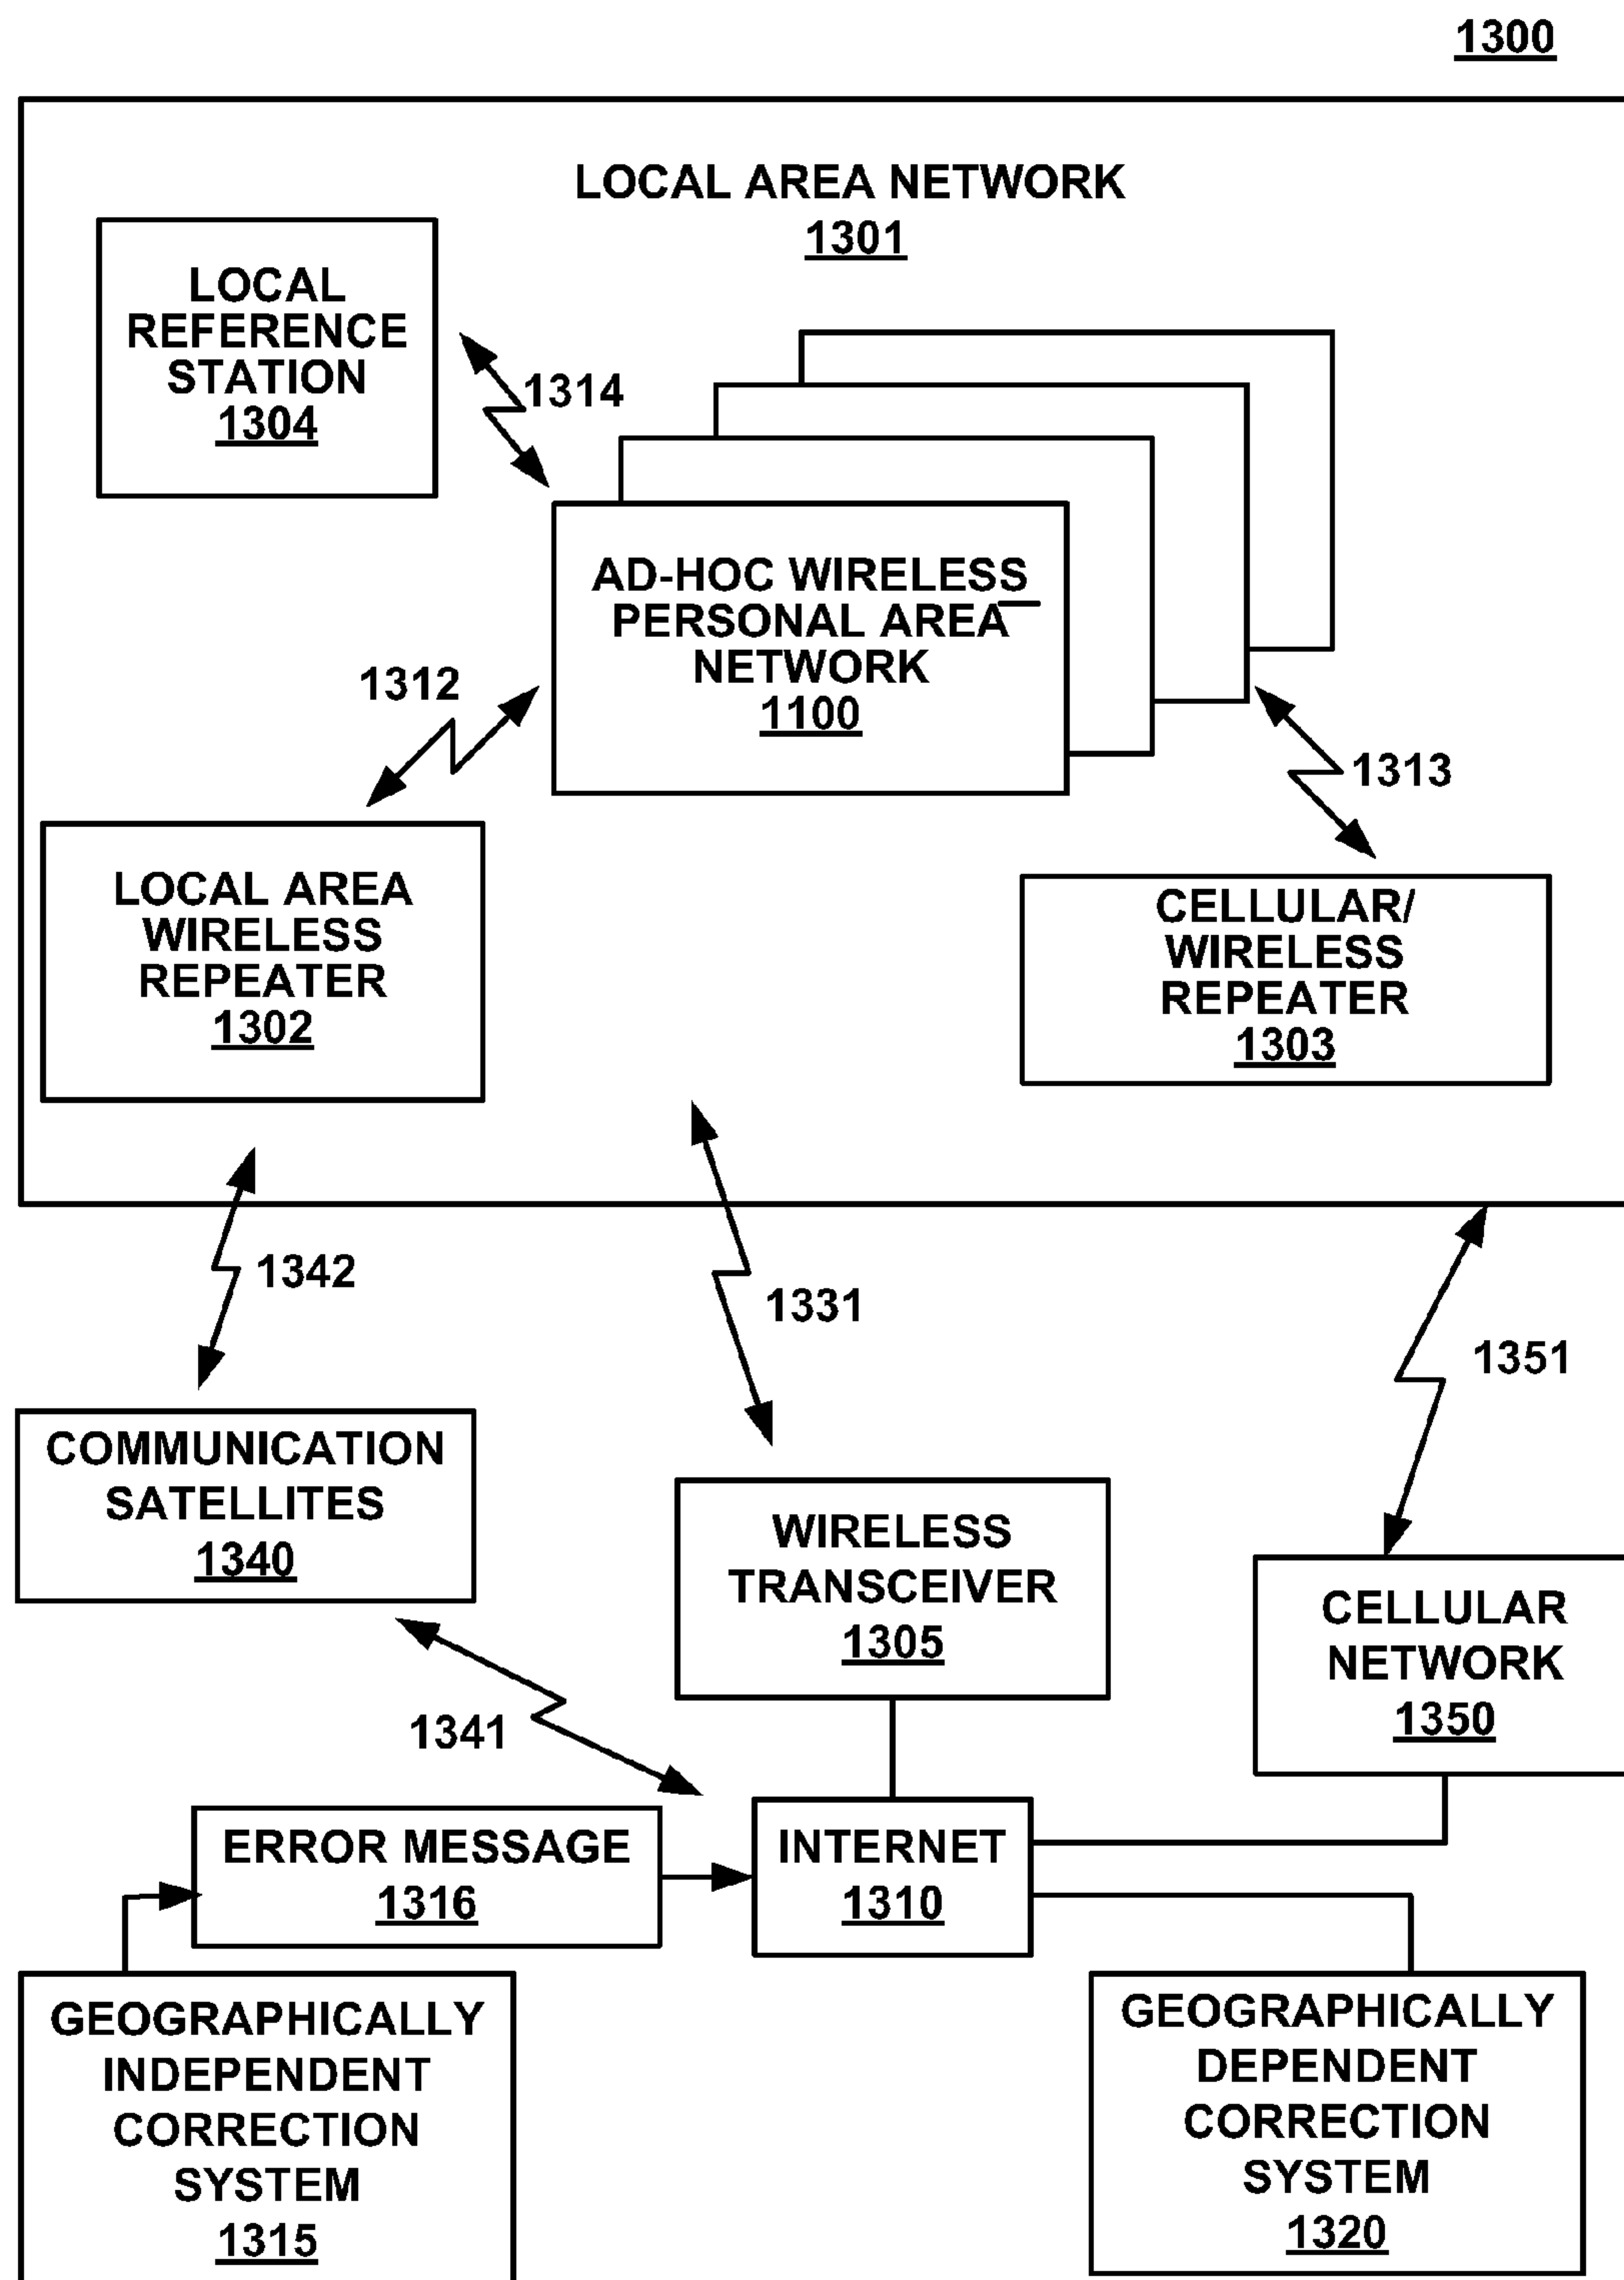 1300
LOCAL AREA NETWORK
1301
LOCAL
REFERENCE
STATION
1304
1314
AD-HOC WIRELESS
PERSONAL AREA
NETWORK
1100
1312
1313
LOCAL AREA
WIRELESS
REPEATER
1302
CELLULAR/
WIRELESS
REPEATER
1303
1342
1331
1351
COMMUNICATION
SATELLITES
1340
WIRELESS
TRANSCEIVER
1305
CELLULAR
NETWORK
1350
1341
ERROR MESSAGE
1316
INTERNET
1310
GEOGRAPHICALLY
INDEPENDENT
CORRECTION
SYSTEM
1315
GEOGRAPHICALLY
DEPENDENT
CORRECTION
SYSTEM
1320